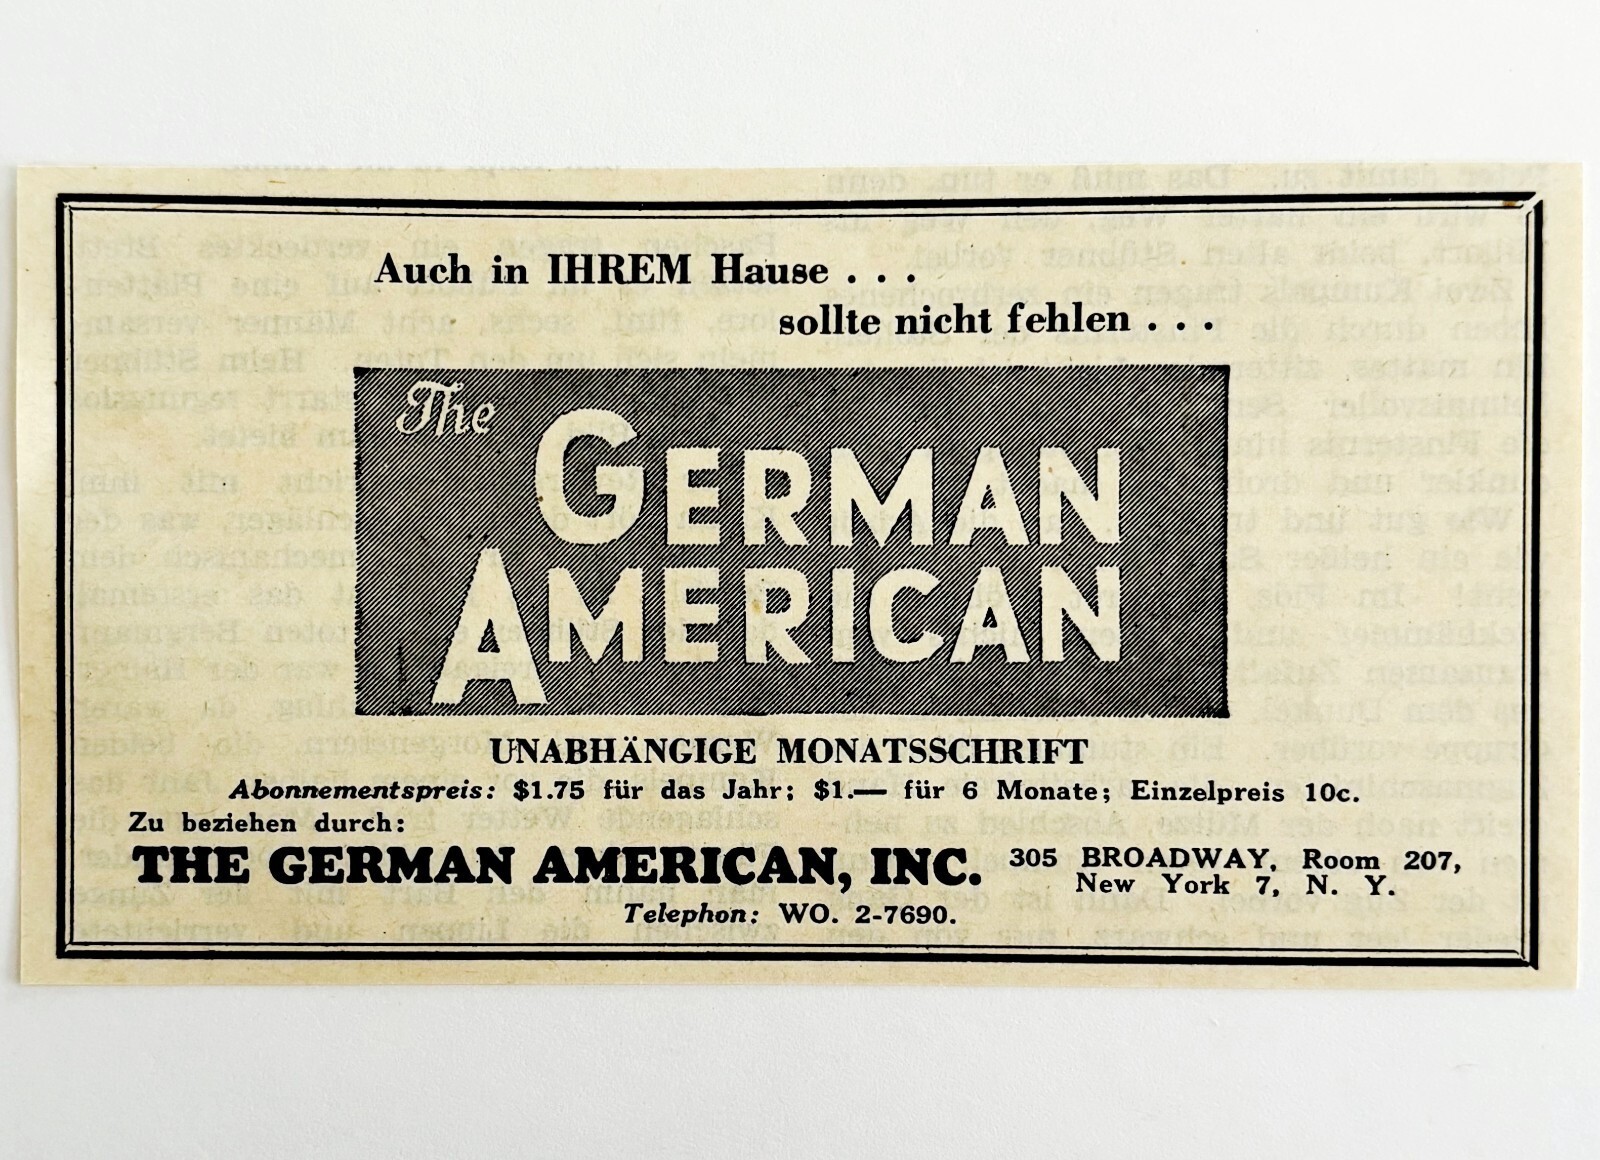 Auch in IHREM Hause . . .
sollte nicht fehlen . . .
The
GERMAN
AMERICAN
UNABHÄNGIGE MONATSSCHRIFT
Abonnementspreis: $1.75 für das Jahr; $1.— für 6 Monate; Einzelpreis 10c.
Zu beziehen durch:
THE GERMAN AMERICAN, INC. 305 BROADWAY, Room 207,
New York 7, N. Y.
Telephon: WO. 2-7690.